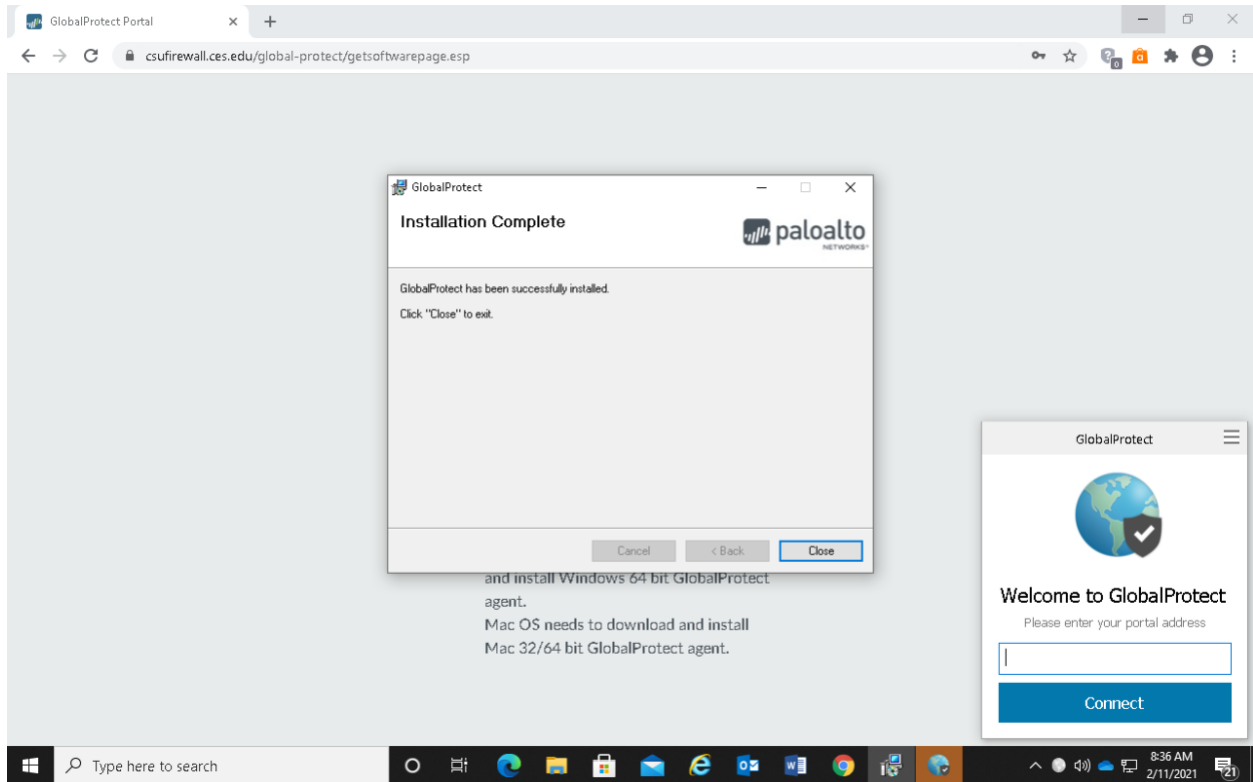 GlobalProtect Portal
csufirewall.ces.edu/global-protect/getsoftwarepage.esp
0
a
GlobalProtect
Installation Complete
paloalto
NETWORKS
GlobalProtect has been successfully installed.
Click "Close" to exit.
Cancel
< Back
Close
and install Windows 64 bit GlobalProtect
agent.
Mac OS needs to download and install
Mac 32/64 bit GlobalProtect agent.
GlobalProtect
Welcome to GlobalProtect
Please enter your portal address
Connect
Type here to search
8:36 AM
2/11/2021
21